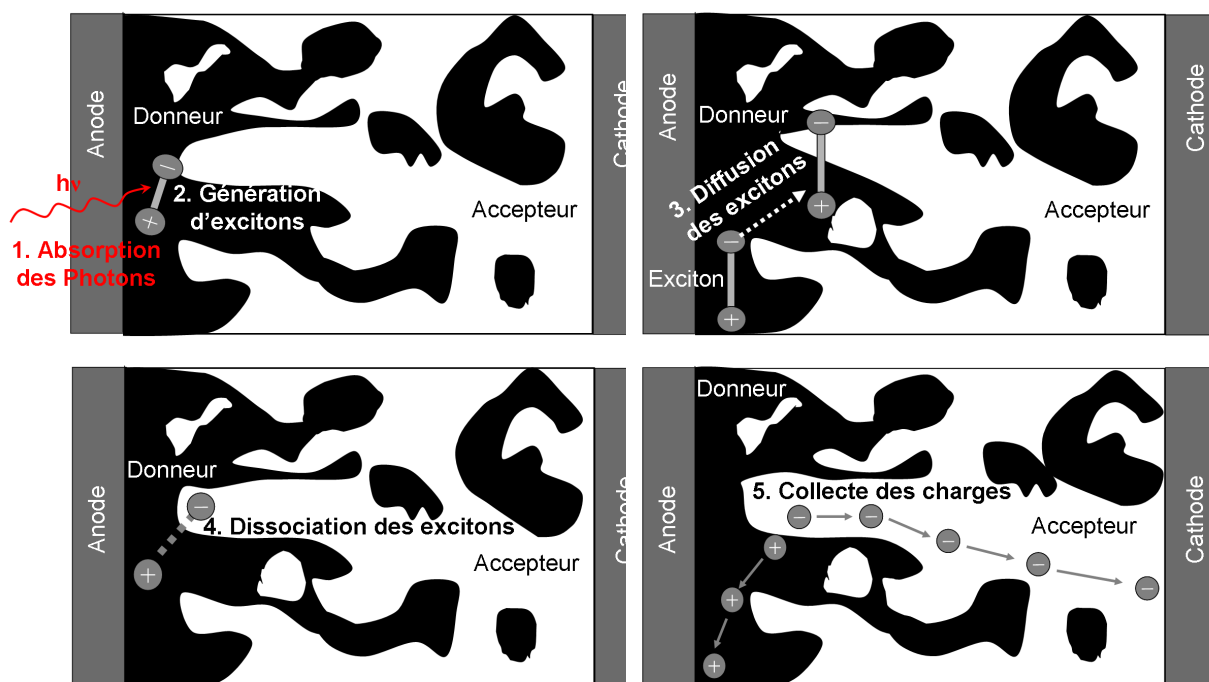 Anode
Donneur
hν
2. Génération
d'excitons
1. Absorption
des Photons
Accepteur
Cathode
−
+
Anode
Donneur
3. Diffusion
des excitons
Accepteur
Exciton
Cathode
−
+
−
+
Anode
Donneur
4. Dissociation des excitons
Accepteur
Cathode
−
+
Donneur
Anode
5. Collecte des charges
Accepteur
Cathode
−
−
−
−
−
+
+
+